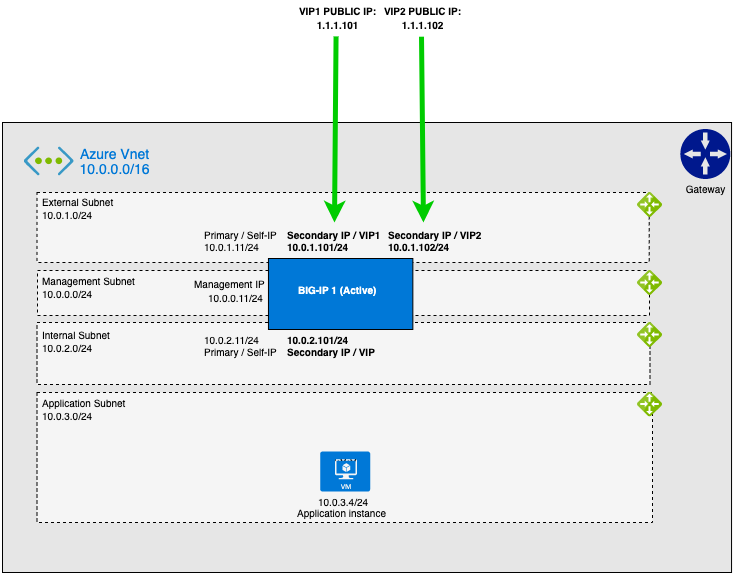 VIP1 PUBLIC IP:
1.1.1.101
VIP2 PUBLIC IP:
1.1.1.102
Azure Vnet
10.0.0.0/16
Gateway
External Subnet
10.0.1.0/24
Primary / Self-IP
10.0.1.11/24
Secondary IP / VIP1
10.0.1.101/24
Secondary IP / VIP2
10.0.1.102/24
Management Subnet
10.0.0.0/24
Management IP
10.0.0.11/24
BIG-IP 1 (Active)
Internal Subnet
10.0.2.0/24
10.0.2.11/24
Primary / Self-IP
10.0.2.101/24
Secondary IP / VIP
Application Subnet
10.0.3.0/24
VM
10.0.3.4/24
Application instance